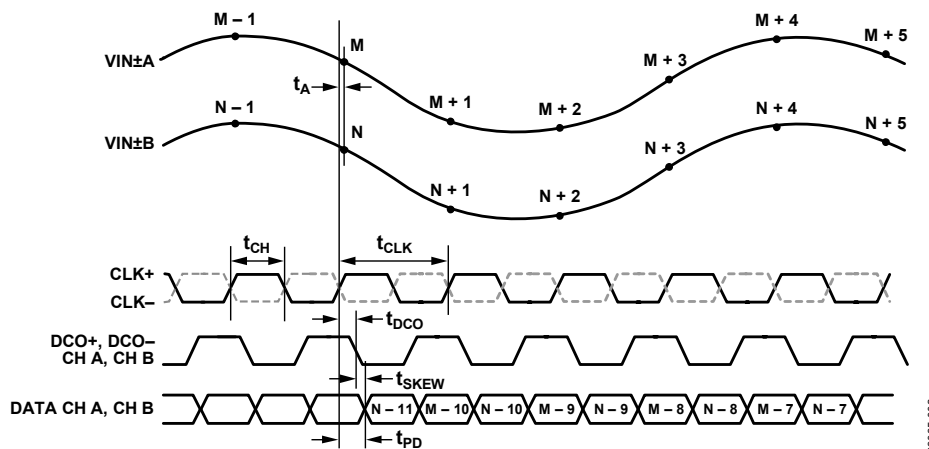 M – 1
M
M + 1
M + 2
M + 3
M + 4
M + 5
VIN±A
tA
N – 1
N
N + 1
N + 2
N + 3
N + 4
N + 5
VIN±B
tCH
tCLK
CLK+
CLK–
tDCO
DCO+, DCO–
CH A, CH B
tSKEW
DATA CH A, CH B
N – 11 M – 10 N – 10 M – 9 N – 9 M – 8 N – 8 M – 7 N – 7
tPD